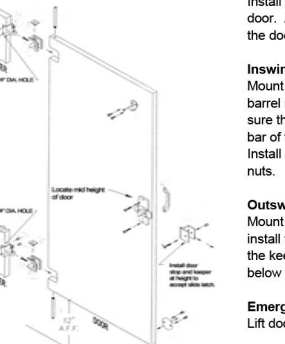 Install
door.
the doo
Inswin
Mount
barrel
sure th
bar of
Install
nuts.
Outsw
Mount
install
the kee
below
Emerg
Lift doo
" DIA. HOLE
Locate mid height
of door
" DIA. HOLE
Install door
stop and keeper
at height to
accept slide latch.
12"
A.F.F.
DOOR